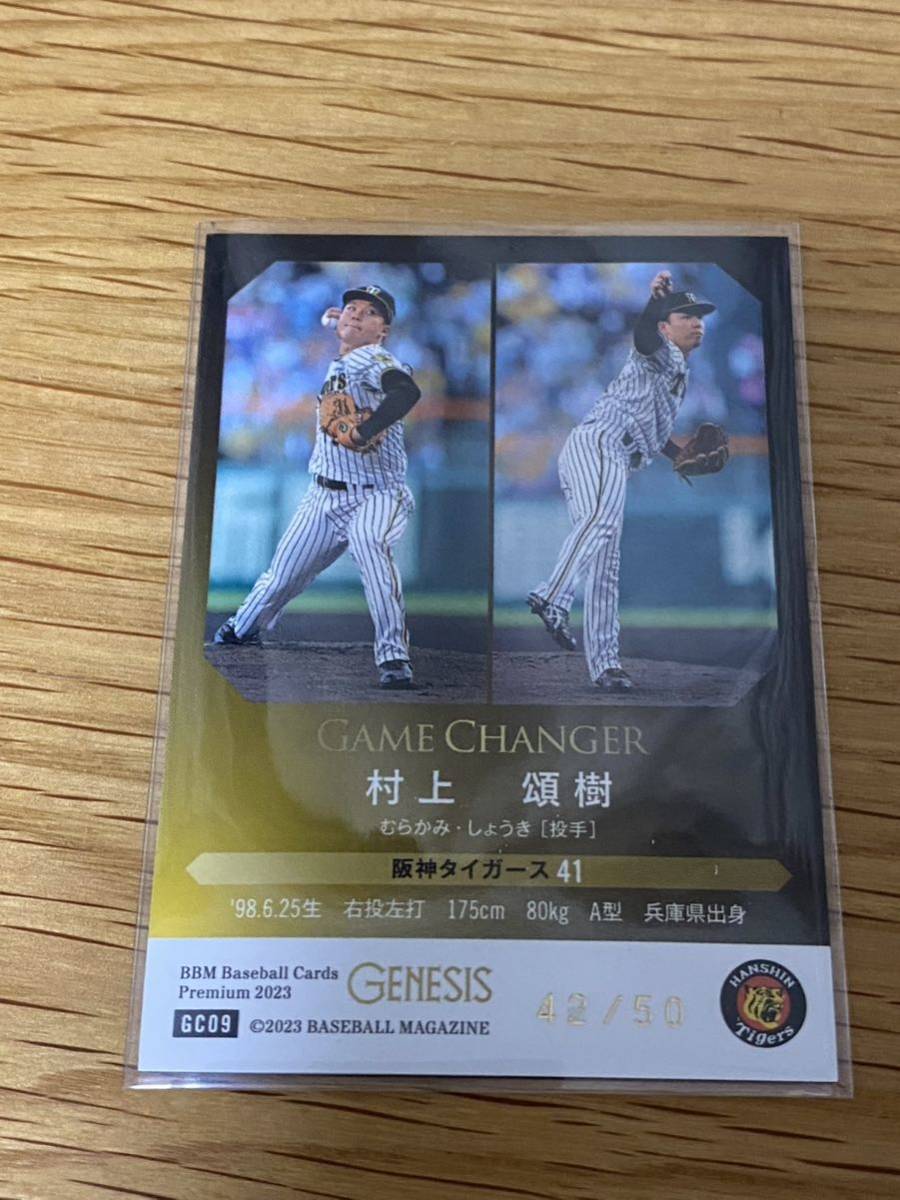 GAME CHANGER
村上 頌樹
むらかみ・しょうき [投手]
阪神タイガース 41
'98.6.25生 右投左打 175cm 80kg A型 兵庫県出身
BBM Baseball Cards
Premium 2023
GENESIS
42/50
GC09 ©2023 BASEBALL MAGAZINE
HANSHIN
Tigers